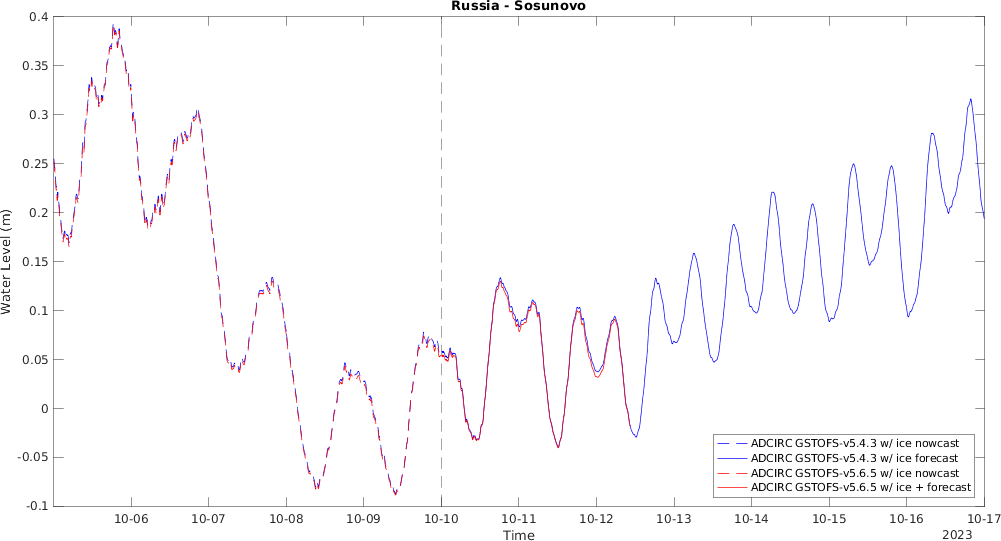 Russia - Sosunovo
0.4
0.35
0.3
0.25
0.2
0.15
0.1
0.05
0
-0.05
-0.1
Water Level (m)
10-06 10-07 10-08 10-09 10-10 10-11 10-12 10-13 10-14 10-15 10-16 10-17
Time
2023
ADCIRC GSTOFS-v5.4.3 w/ ice nowcast
ADCIRC GSTOFS-v5.4.3 w/ ice forecast
ADCIRC GSTOFS-v5.6.5 w/ ice nowcast
ADCIRC GSTOFS-v5.6.5 w/ ice + forecast